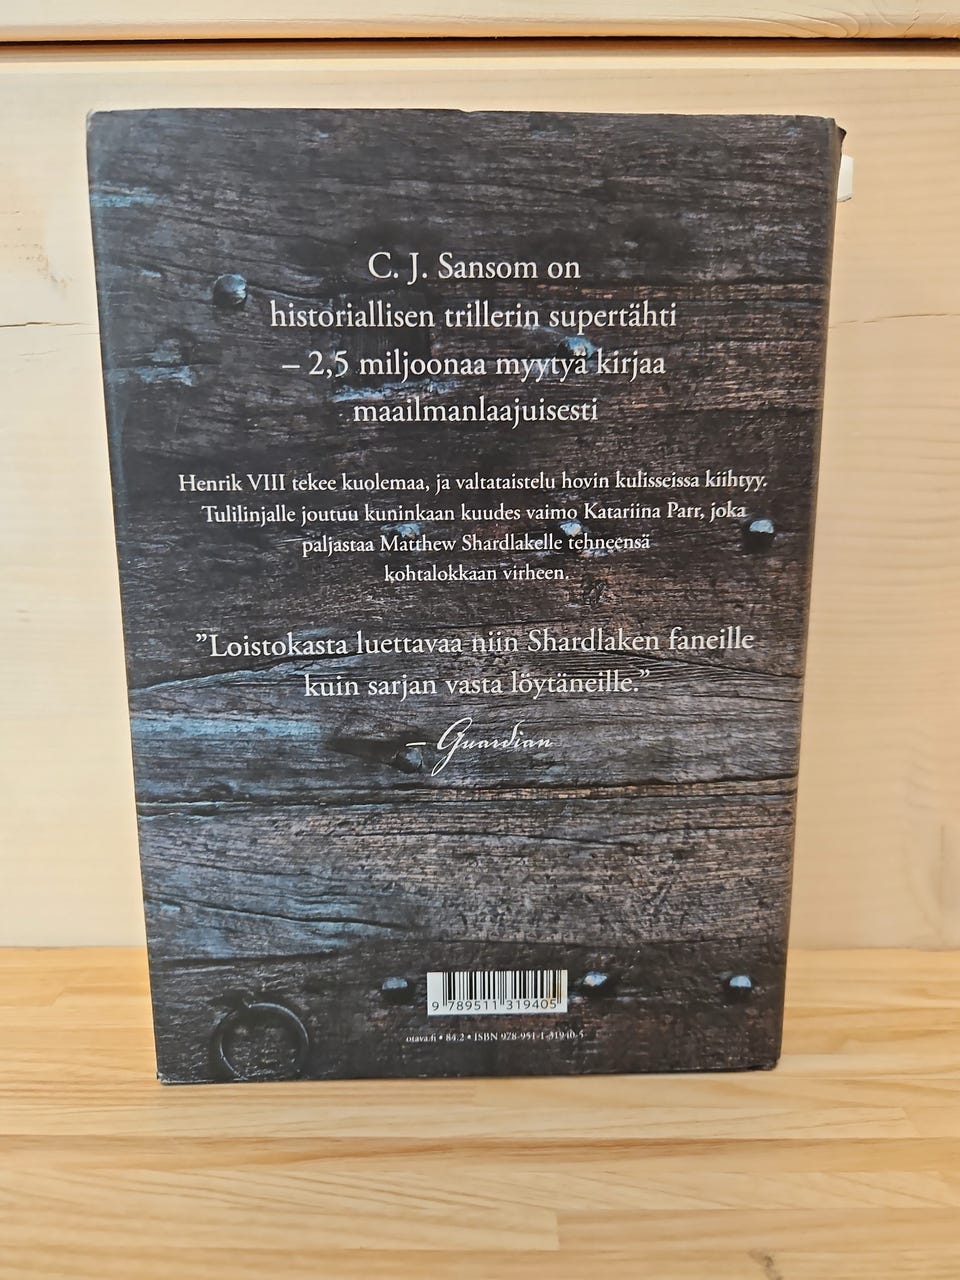 C. J. Sansom on
historiallisen trillerin supertähti
– 2,5 miljoonaa myytyä kirjaa
maailmanlaajuisesti
Henrik VIII tekee kuolemaa, ja valtataistelu hovin kulisseissa kiihtyy.
Tulilinjalle joutuu kuninkaan kuudes vaimo Katariina Parr, joka
paljastaa Matthew Shardlakelle tehneensä
kohtalokkaan virheen.
”Loistokasta luettavaa niin Shardlaken faneille
kuin sarjan vasta löytäneille.”
– Guardian
9 789511 319405
otava.fi • 84.2 • ISBN 978-951-1-31940-5